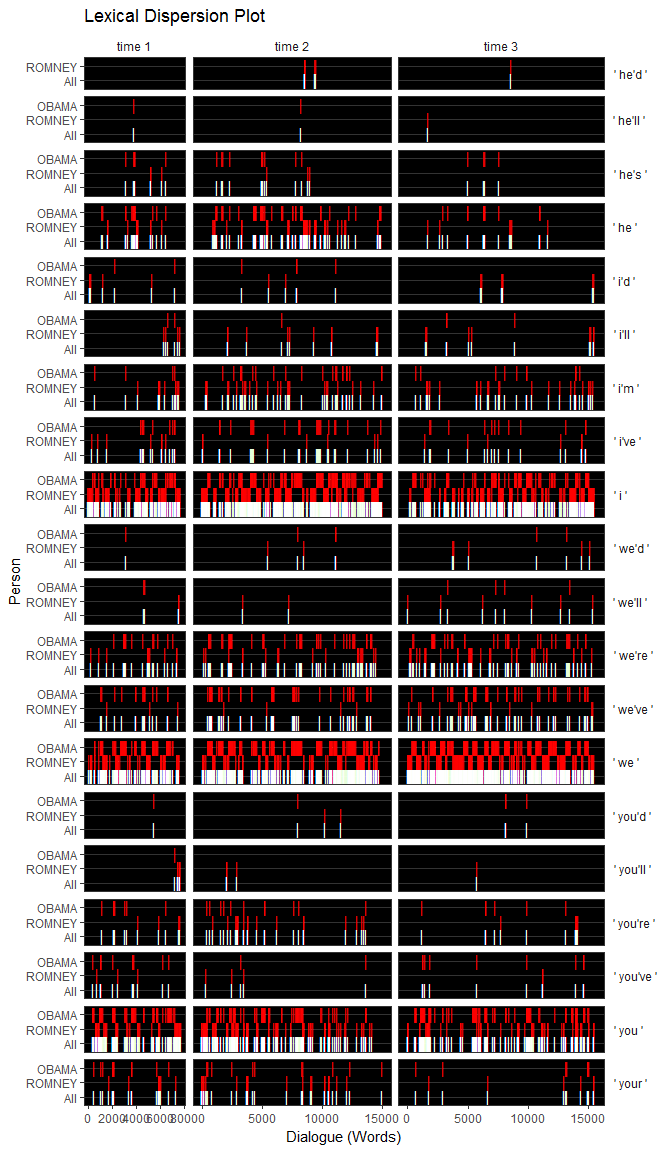 Lexical Dispersion Plot
time 1 time 2 time 3
ROMNEY
All
' he'd '
OBAMA
ROMNEY
All
' he'll '
OBAMA
ROMNEY
All
' he's '
OBAMA
ROMNEY
All
' he '
OBAMA
ROMNEY
All
' i'd '
OBAMA
ROMNEY
All
' i'll '
OBAMA
ROMNEY
All
' i'm '
OBAMA
ROMNEY
All
' i've '
OBAMA
ROMNEY
All
' i '
OBAMA
ROMNEY
All
' we'd '
Person
OBAMA
ROMNEY
All
' we'll '
OBAMA
ROMNEY
All
' we're '
OBAMA
ROMNEY
All
' we've '
OBAMA
ROMNEY
All
' we '
OBAMA
ROMNEY
All
' you'd '
OBAMA
ROMNEY
All
' you'll '
OBAMA
ROMNEY
All
' you're '
OBAMA
ROMNEY
All
' you've '
OBAMA
ROMNEY
All
' you '
OBAMA
ROMNEY
All
' your '
0 2000 4000 6000 8000 0 5000 10000 15000 0 5000 10000 15000
Dialogue (Words)